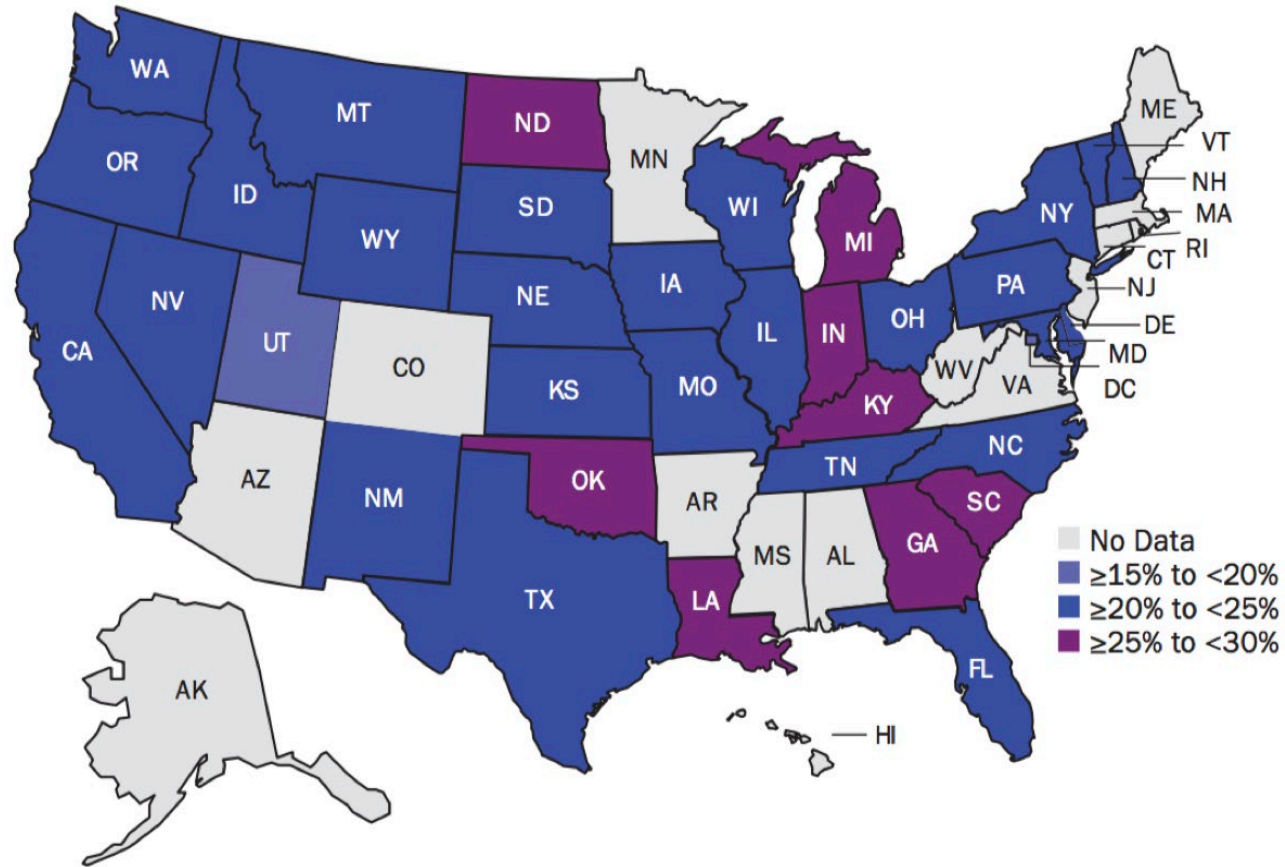 WA
MT
ND
MN
ME
VT
OR
ID
SD
WI
NH
NY
MA
WY
MI
RI
CT
IA
PA
NV
NE
NJ
OH
IL
IN
DE
CA
UT
CO
MD
WV
KS
MO
VA
DC
KY
NC
TN
AZ
OK
NM
AR
SC
GA
MS
AL
No Data
≥15% to <20%
TX
LA
≥20% to <25%
≥25% to <30%
FL
AK
HI